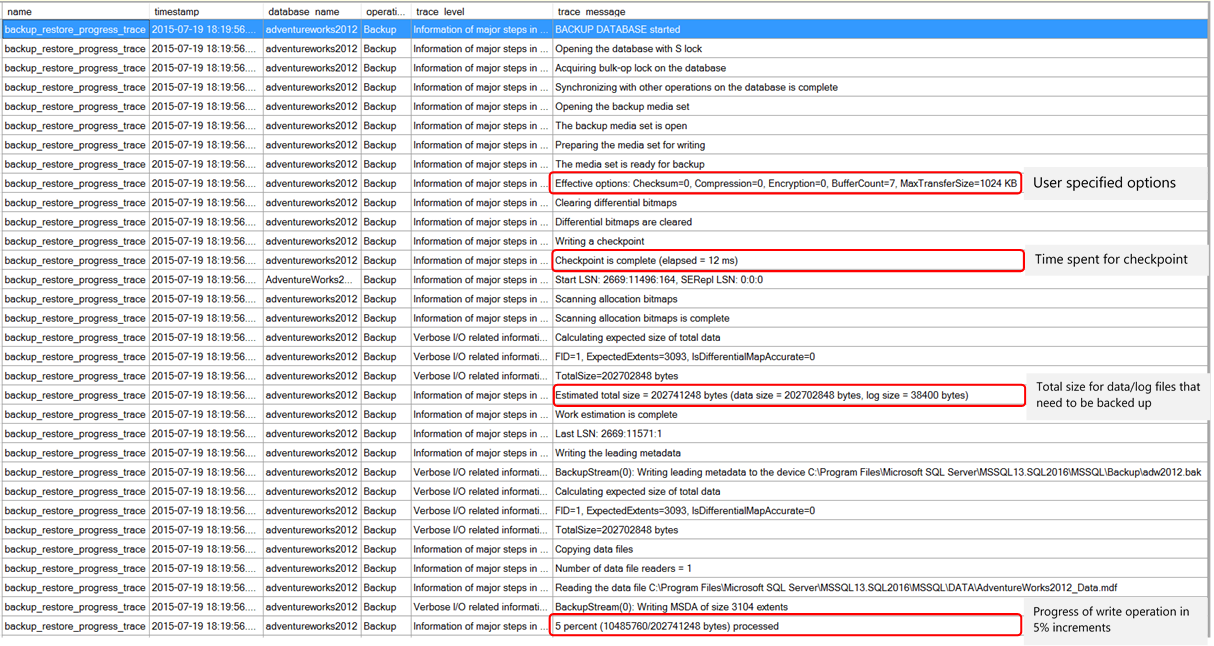 name timestamp database_name operati... trace_level trace_message
backup_restore_progress_trace 2015-07-19 18:19:56.... adventureworks2012 Backup Information of major steps in ... BACKUP DATABASE started
backup_restore_progress_trace 2015-07-19 18:19:56.... adventureworks2012 Backup Information of major steps in ... Opening the database with S lock
backup_restore_progress_trace 2015-07-19 18:19:56.... adventureworks2012 Backup Information of major steps in ... Acquiring bulk-op lock on the database
backup_restore_progress_trace 2015-07-19 18:19:56.... adventureworks2012 Backup Information of major steps in ... Synchronizing with other operations on the database is complete
backup_restore_progress_trace 2015-07-19 18:19:56.... adventureworks2012 Backup Information of major steps in ... Opening the backup media set
backup_restore_progress_trace 2015-07-19 18:19:56.... adventureworks2012 Backup Information of major steps in ... The backup media set is open
backup_restore_progress_trace 2015-07-19 18:19:56.... adventureworks2012 Backup Information of major steps in ... Preparing the media set for writing
backup_restore_progress_trace 2015-07-19 18:19:56.... adventureworks2012 Backup Information of major steps in ... The media set is ready for backup
backup_restore_progress_trace 2015-07-19 18:19:56.... adventureworks2012 Backup Information of major steps in ... Effective options: Checksum=0, Compression=0, Encryption=0, BufferCount=7, MaxTransferSize=1024 KB User specified options
backup_restore_progress_trace 2015-07-19 18:19:56.... adventureworks2012 Backup Information of major steps in ... Clearing differential bitmaps
backup_restore_progress_trace 2015-07-19 18:19:56.... adventureworks2012 Backup Information of major steps in ... Differential bitmaps are cleared
backup_restore_progress_trace 2015-07-19 18:19:56.... adventureworks2012 Backup Information of major steps in ... Writing a checkpoint
backup_restore_progress_trace 2015-07-19 18:19:56.... adventureworks2012 Backup Information of major steps in ... Checkpoint is complete (elapsed = 12 ms) Time spent for checkpoint
backup_restore_progress_trace 2015-07-19 18:19:56.... AdventureWorks2... Backup Information of major steps in ... Start LSN: 2669:11496:164, SERepl LSN: 0:0:0
backup_restore_progress_trace 2015-07-19 18:19:56.... adventureworks2012 Backup Information of major steps in ... Scanning allocation bitmaps
backup_restore_progress_trace 2015-07-19 18:19:56.... adventureworks2012 Backup Information of major steps in ... Scanning allocation bitmaps is complete
backup_restore_progress_trace 2015-07-19 18:19:56.... adventureworks2012 Backup Verbose I/O related informati... Calculating expected size of total data
backup_restore_progress_trace 2015-07-19 18:19:56.... adventureworks2012 Backup Verbose I/O related informati... FID=1, ExpectedExtents=3093, IsDifferentialMapAccurate=0
backup_restore_progress_trace 2015-07-19 18:19:56.... adventureworks2012 Backup Verbose I/O related informati... TotalSize=202702848 bytes
backup_restore_progress_trace 2015-07-19 18:19:56.... adventureworks2012 Backup Information of major steps in ... Estimated total size = 202741248 bytes (data size = 202702848 bytes, log size = 38400 bytes) Total size for data/log files that
need to be backed up
backup_restore_progress_trace 2015-07-19 18:19:56.... adventureworks2012 Backup Information of major steps in ... Work estimation is complete
backup_restore_progress_trace 2015-07-19 18:19:56.... adventureworks2012 Backup Information of major steps in ... Last LSN: 2669:11571:1
backup_restore_progress_trace 2015-07-19 18:19:56.... adventureworks2012 Backup Information of major steps in ... Writing the leading metadata
backup_restore_progress_trace 2015-07-19 18:19:56.... adventureworks2012 Backup Verbose I/O related informati... BackupStream(0): Writing leading metadata to the device C:\Program Files\Microsoft SQL Server\MSSQL13.SQL2016\MSSQL\Backup\adw2012.bak
backup_restore_progress_trace 2015-07-19 18:19:56.... adventureworks2012 Backup Verbose I/O related informati... Calculating expected size of total data
backup_restore_progress_trace 2015-07-19 18:19:56.... adventureworks2012 Backup Verbose I/O related informati... FID=1, ExpectedExtents=3093, IsDifferentialMapAccurate=0
backup_restore_progress_trace 2015-07-19 18:19:56.... adventureworks2012 Backup Verbose I/O related informati... TotalSize=202702848 bytes
backup_restore_progress_trace 2015-07-19 18:19:56.... adventureworks2012 Backup Information of major steps in ... Copying data files
backup_restore_progress_trace 2015-07-19 18:19:56.... adventureworks2012 Backup Information of major steps in ... Number of data file readers = 1
backup_restore_progress_trace 2015-07-19 18:19:56.... adventureworks2012 Backup Information of major steps in ... Reading the data file C:\Program Files\Microsoft SQL Server\MSSQL13.SQL2016\MSSQL\DATA\AdventureWorks2012_Data.mdf
backup_restore_progress_trace 2015-07-19 18:19:56.... adventureworks2012 Backup Verbose I/O related informati... BackupStream(0): Writing MSDA of size 3104 extents
backup_restore_progress_trace 2015-07-19 18:19:56.... adventureworks2012 Backup Information of major steps in ... 5 percent (10485760/202741248 bytes) processed
Progress of write operation in
5% increments